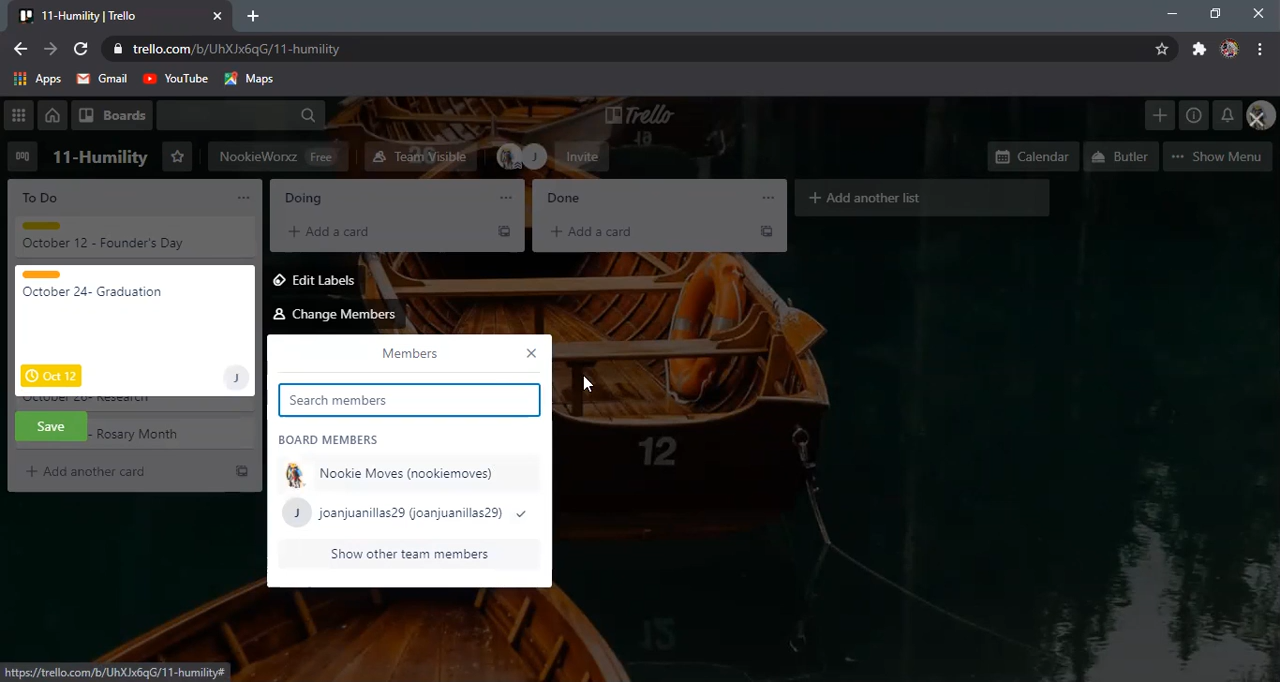 11-Humility | Trello
trello.com/b/UhXJx6qG/11-humility
Apps Gmail YouTube Maps
Boards Trello
11-Humility NookieWorxz Free Team Visible J Invite Calendar Butler Show Menu
To Do Doing Done + Add another list
October 12 - Founder's Day + Add a card + Add a card
October 24- Graduation
Edit Labels
Change Members
Oct 12 J
Members
Search members
Save - Rosary Month
BOARD MEMBERS
+ Add another card
Nookie Moves (nookiemoves)
J joanjuanillas29 (joanjuanillas29)
Show other team members
12
https://trello.com/b/UhXJx6qG/11-humility#